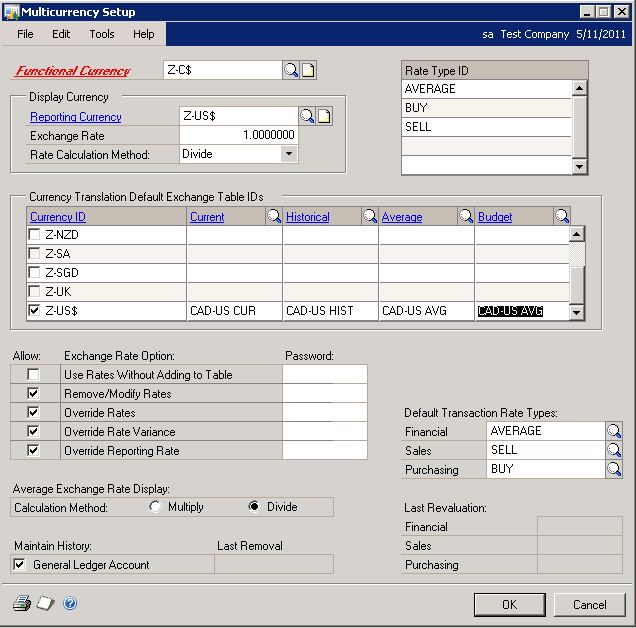 Multicurrency Setup
File Edit Tools Help sa Test Company 5/11/2011
Functional Currency Z-C$
Rate Type ID
AVERAGE
BUY
SELL
Display Currency
Reporting Currency Z-US$
Exchange Rate 1.0000000
Rate Calculation Method: Divide
Currency Translation Default Exchange Table IDs
Currency ID Current Historical Average Budget
Z-NZD
Z-SA
Z-SGD
Z-UK
Z-US$ CAD-US CUR CAD-US HIST CAD-US AVG CAD-US AVG
Allow: Exchange Rate Option: Password:
Use Rates Without Adding to Table
Remove/Modify Rates
Override Rates
Override Rate Variance
Override Reporting Rate
Default Transaction Rate Types:
Financial AVERAGE
Sales SELL
Purchasing BUY
Average Exchange Rate Display:
Calculation Method: Multiply Divide
Last Revaluation:
Financial
Sales
Purchasing
Maintain History: Last Removal
General Ledger Account
OK Cancel